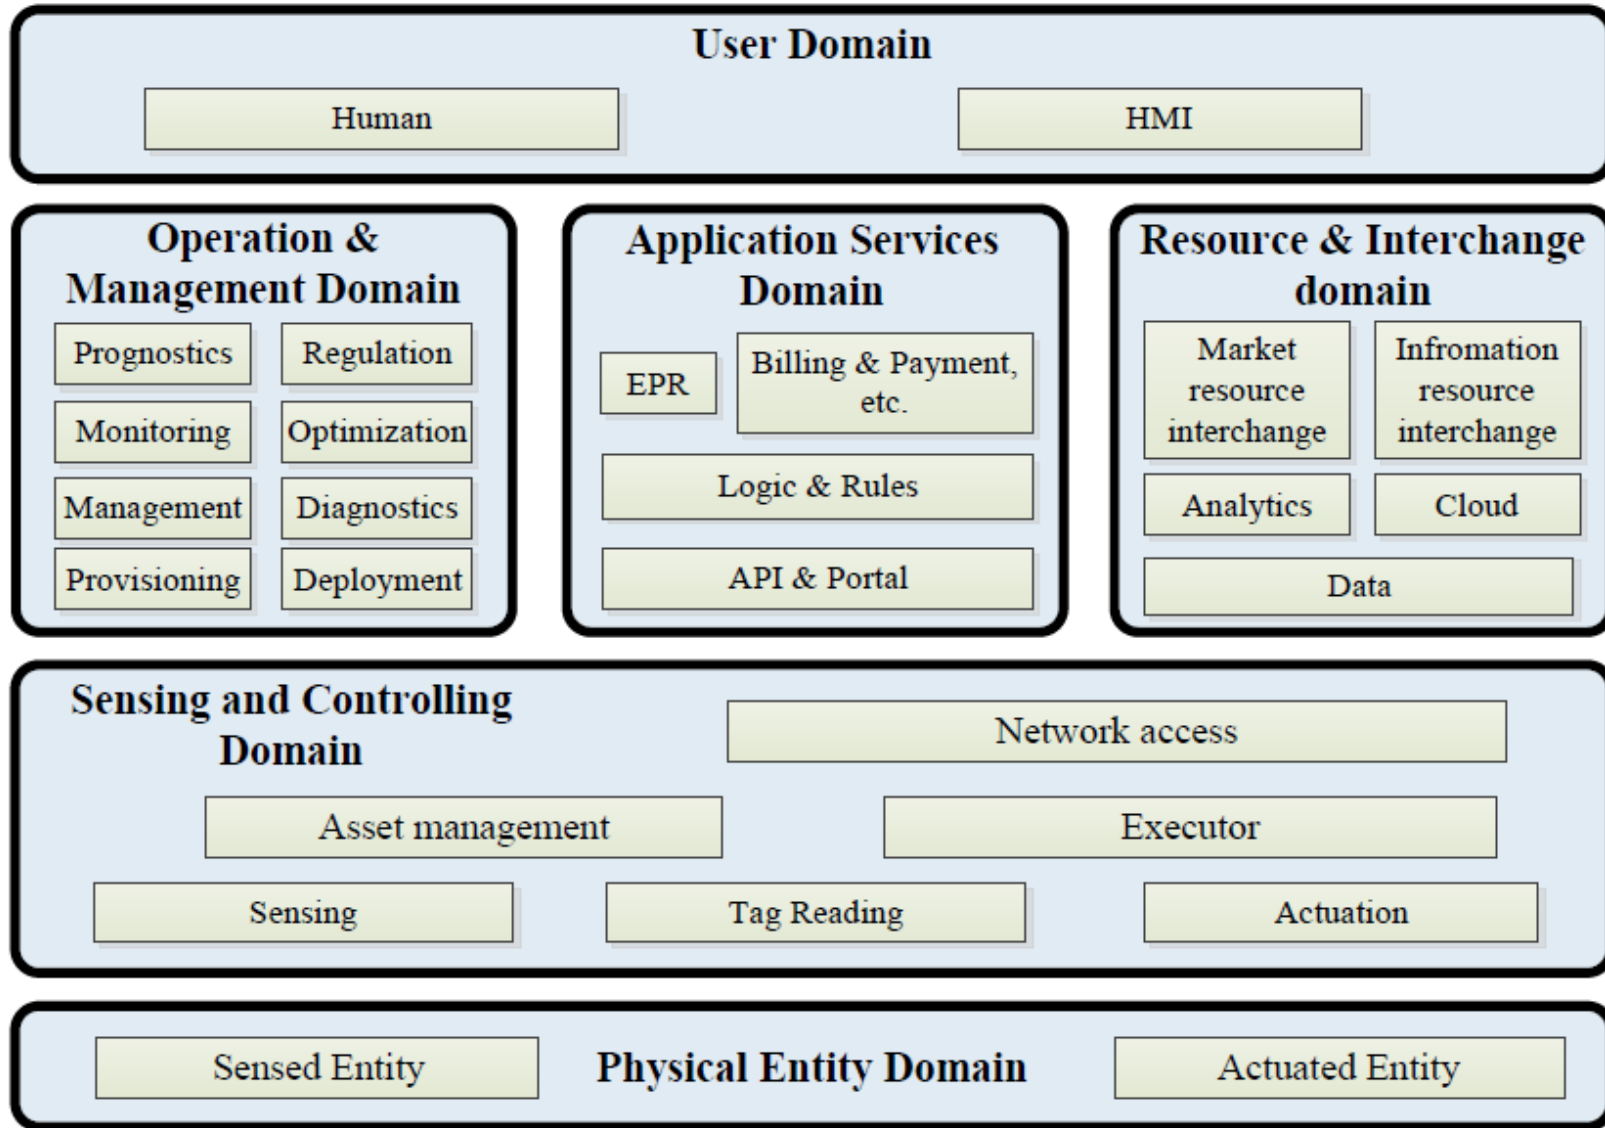 User Domain
Human
HMI
Operation &
Management Domain
Prognostics
Regulation
Monitoring
Optimization
Management
Diagnostics
Provisioning
Deployment
Application Services
Domain
EPR
Billing & Payment,
etc.
Logic & Rules
API & Portal
Resource & Interchange
domain
Market
resource
interchange
Infromation
resource
interchange
Analytics
Cloud
Data
Sensing and Controlling
Domain
Network access
Asset management
Executor
Sensing
Tag Reading
Actuation
Sensed Entity
Physical Entity Domain
Actuated Entity